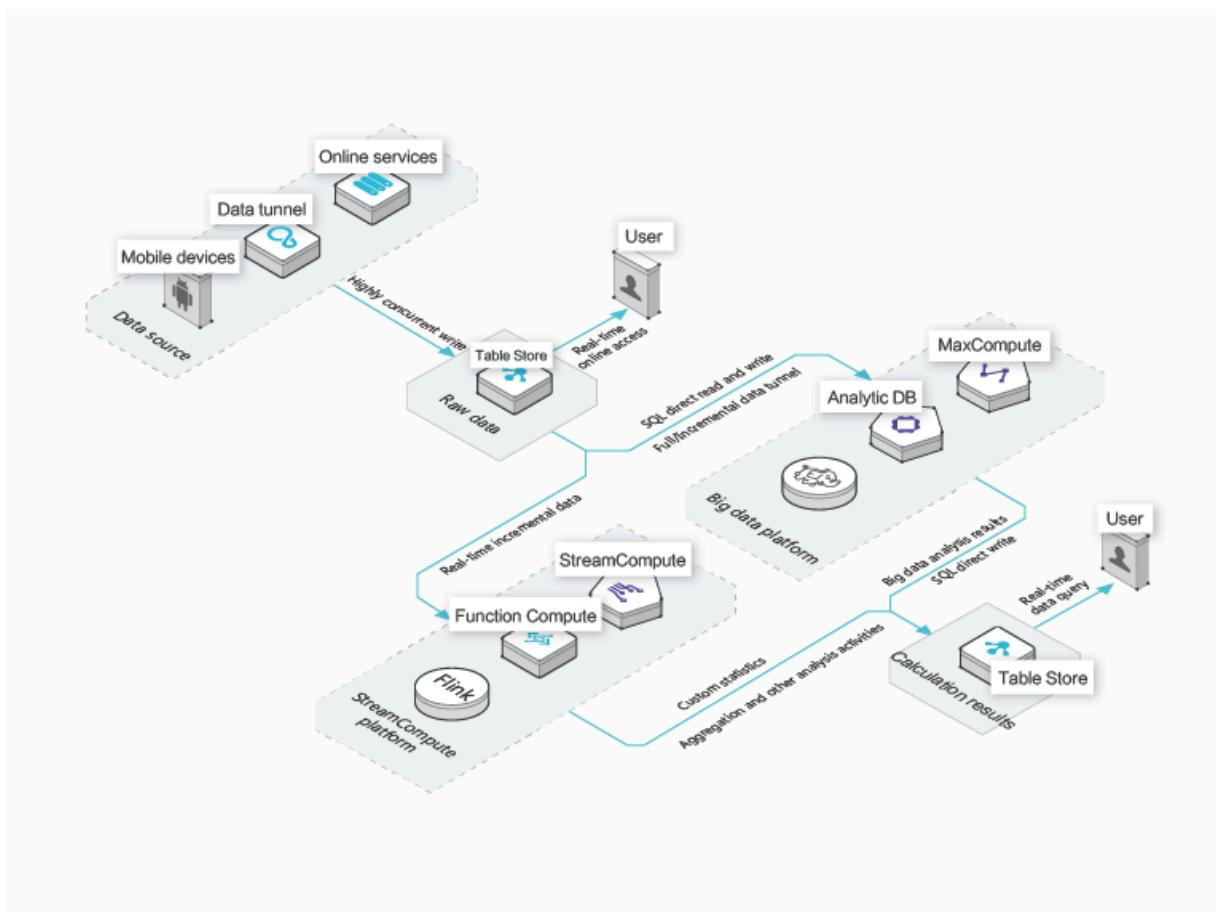 Online services
Data tunnel
Mobile devices
Data source
Highly concurrent write
User
Table Store
Real-time
online access
Raw data
SQL direct read and write
Full/Incremental data tunnel
MaxCompute
Analytic DB
Big data platform
Real-time incremental data
StreamCompute
Function Compute
Flink
StreamCompute
platform
Big data analysis results
SQL direct write
User
Real-time
data query
Custom statistics
Aggregation and other analysis activities
Table Store
Calculation results